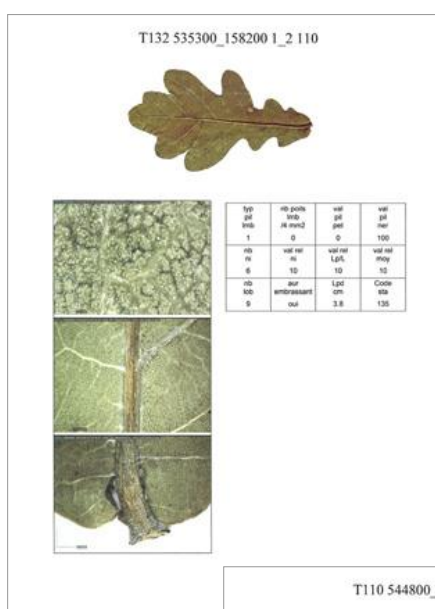 T132 535300_158200 1_2 110
typ pil lmb
nb poils lmb /4 mm2
val pil pet
val pil ner
1 0 0 100
nb ni
val rel ni
val rel Lp/L
val rel moy
6 10 10 10
nb lob
aur embrassant
Lpd cm
Code sta
9 oui 3.8 135
T110 544800_